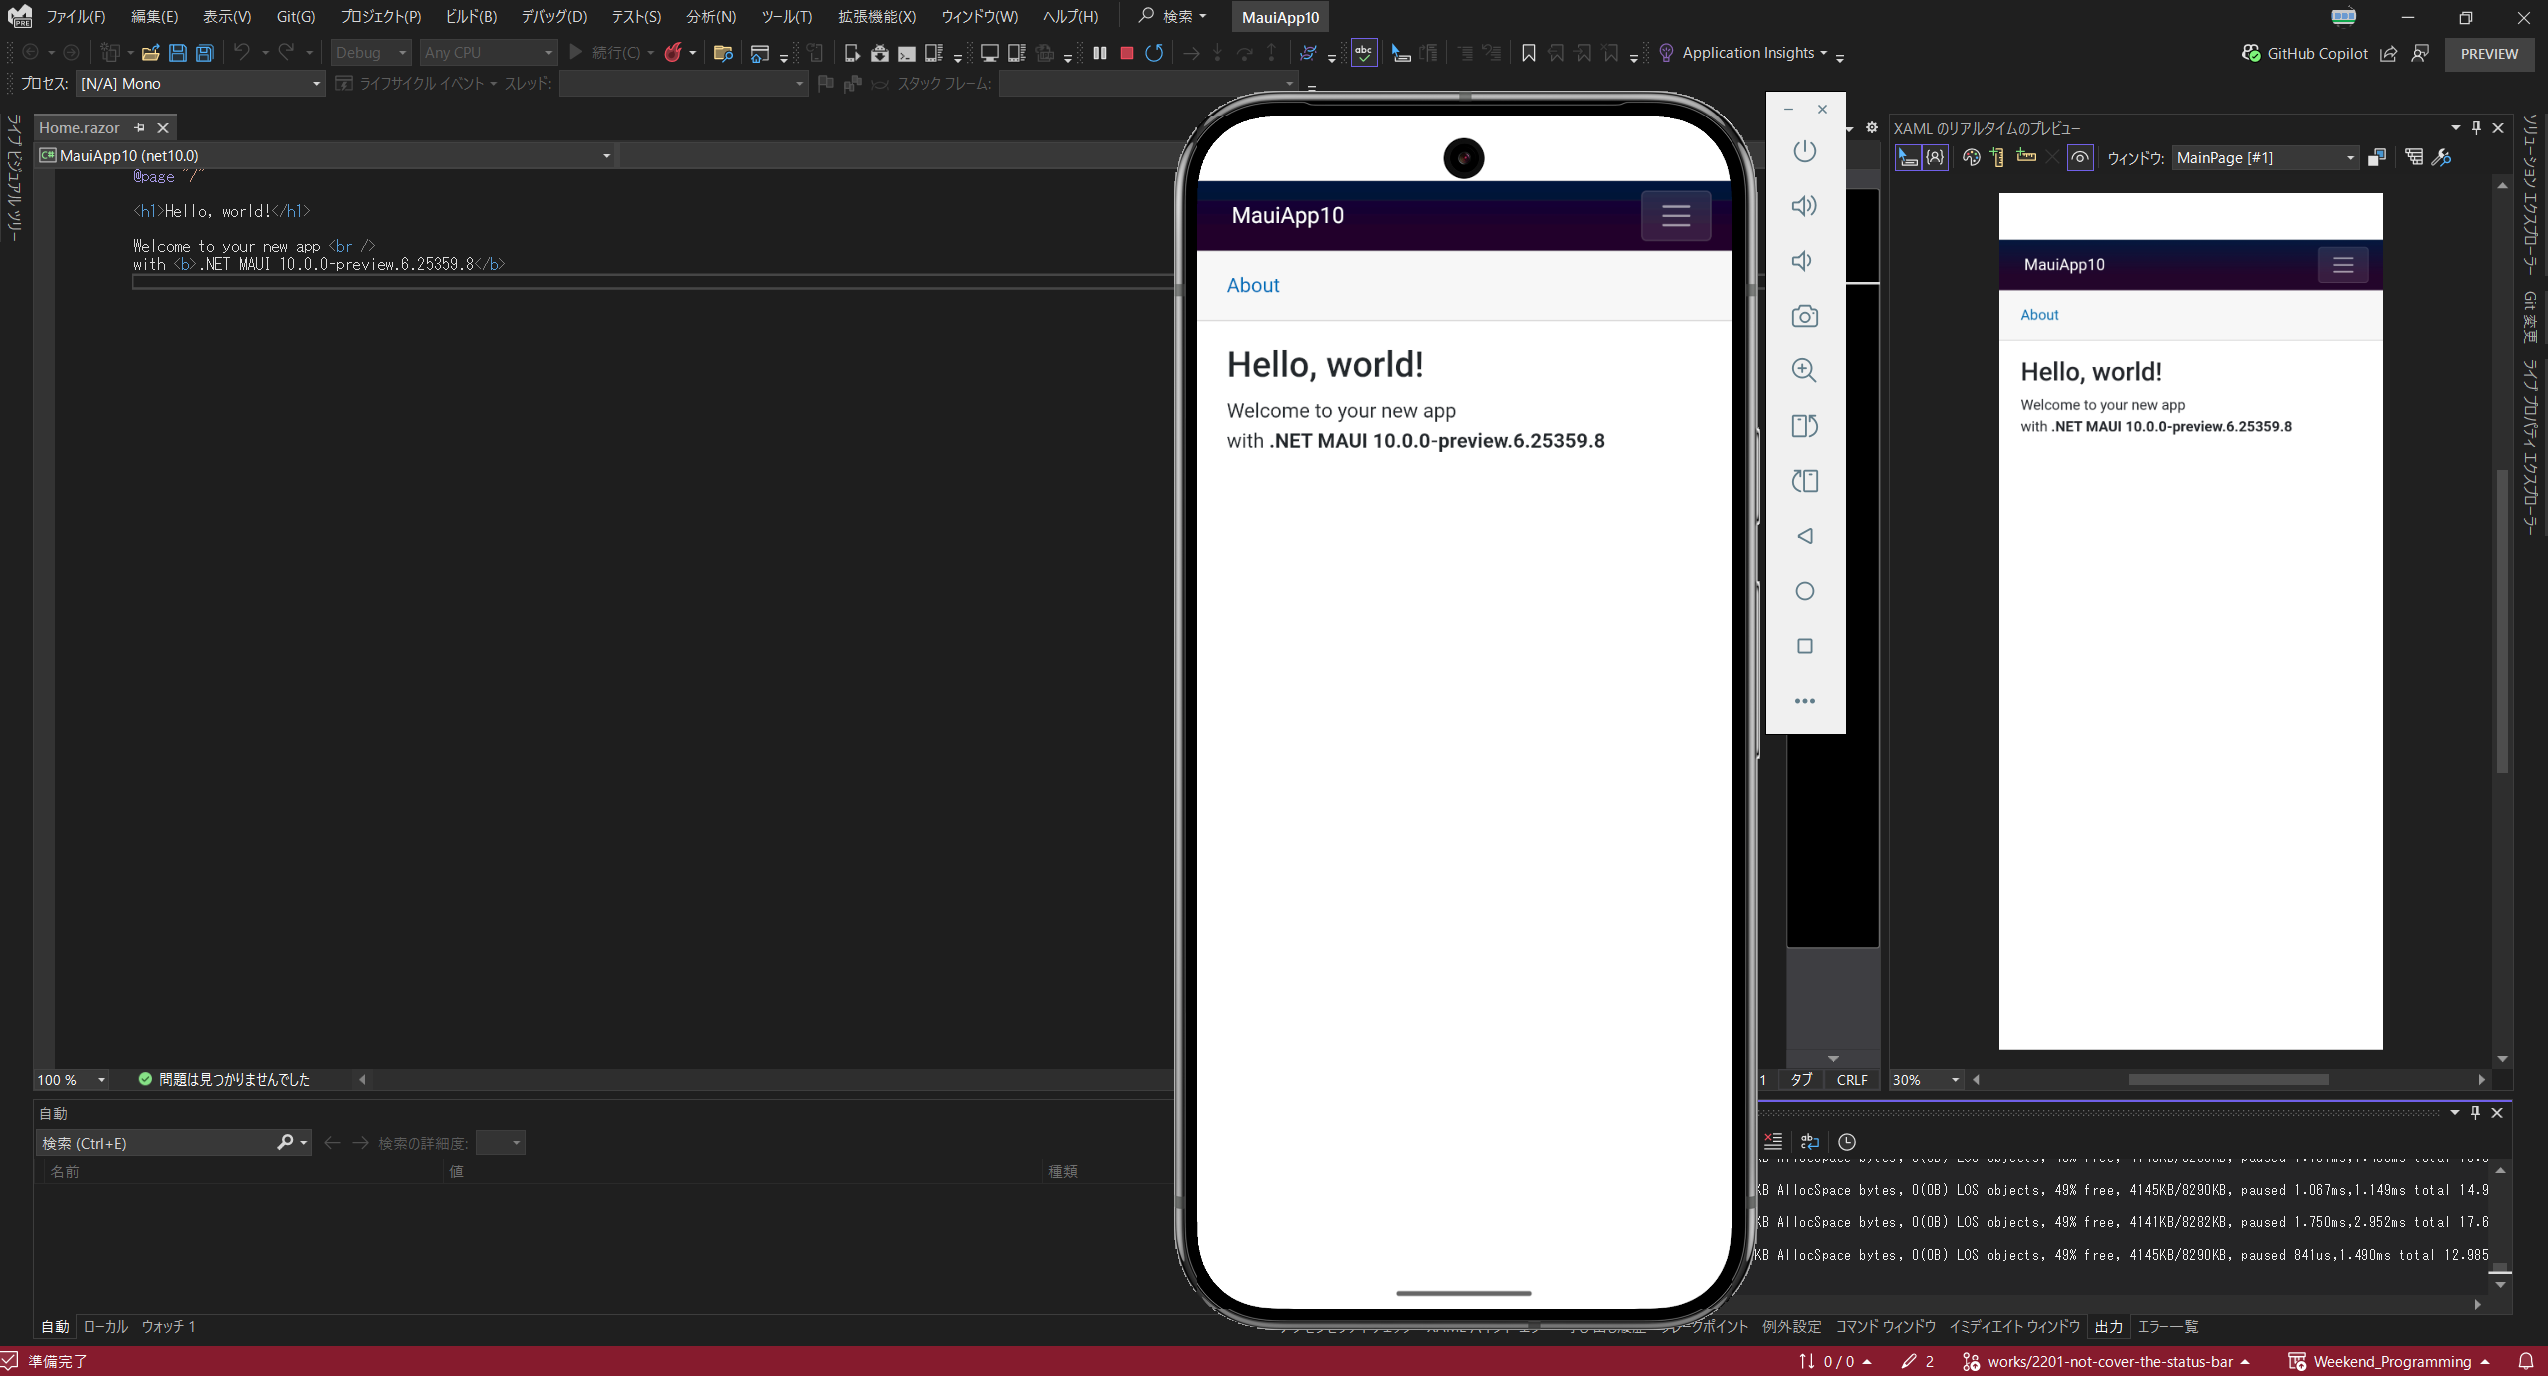 ファイル(F) 編集(E) 表示(V) Git(G) プロジェクト(P) ビルド(B) デバッグ(D) テスト(S) 分析(N) ツール(T) 拡張機能(X) ウィンドウ(W) ヘルプ(H) 検索 MauiApp10
Debug Any CPU 続行(C) Application Insights GitHub Copilot PREVIEW
プロセス: [N/A] Mono ライフサイクル イベント スレッド: スタック フレーム:
ライブ ビジュアル ツリー
Home.razor
MauiApp10 (net10.0)
@page "/"
<h1>Hello, world!</h1>
Welcome to your new app <br />
with <b>.NET MAUI 10.0.0-preview.6.25359.8</b>
MauiApp10
About
Hello, world!
Welcome to your new app
with .NET MAUI 10.0.0-preview.6.25359.8
XAML のリアルタイムのプレビュー
ウィンドウ: MainPage [#1]
MauiApp10
About
Hello, world!
Welcome to your new app
with .NET MAUI 10.0.0-preview.6.25359.8
ソリューション エクスプローラー
Git 変更
ライブ プロパティ エクスプローラー
100 % 問題は見つかりませんでした
1 タブ CRLF
30%
自動
検索 (Ctrl+E) 検索の詳細度:
名前 値 種類
KB AllocSpace bytes, 0(0B) LOS objects, 49% free, 4145KB/8290KB, paused 1.067ms,1.149ms total 14.9
KB AllocSpace bytes, 0(0B) LOS objects, 49% free, 4141KB/8282KB, paused 1.750ms,2.952ms total 17.6
KB AllocSpace bytes, 0(0B) LOS objects, 49% free, 4145KB/8290KB, paused 841us,1.490ms total 12.985
自動 ローカル ウォッチ 1
例外設定 コマンド ウィンドウ イミディエイト ウィンドウ 出力 エラー一覧
準備完了
0 / 0 2 works/2201-not-cover-the-status-bar Weekend_Programming